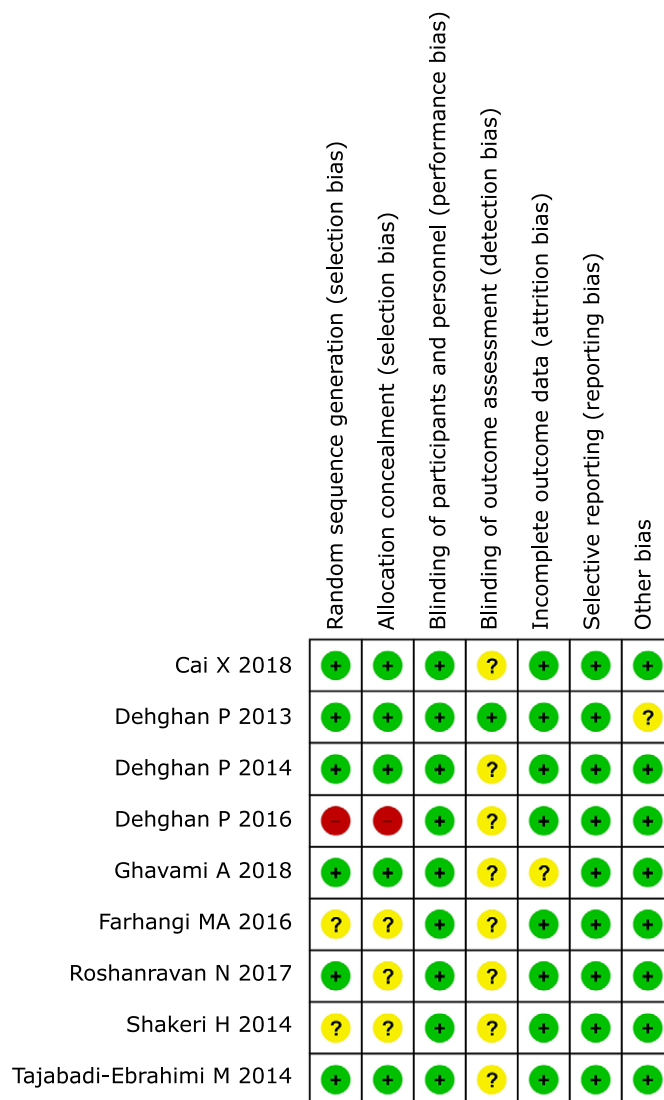 Random sequence generation (selection bias)
Allocation concealment (selection bias)
Blinding of participants and personnel (performance bias)
Blinding of outcome assessment (detection bias)
Incomplete outcome data (attrition bias)
Selective reporting (reporting bias)
Other bias
Cai X 2018 + + + ? + + +
Dehghan P 2013 + + + + + + ?
Dehghan P 2014 + + + ? + + +
Dehghan P 2016 - - + ? + + +
Ghavami A 2018 + + + ? ? + +
Farhangi MA 2016 ? ? + ? + + +
Roshanravan N 2017 + ? + ? + + +
Shakeri H 2014 ? ? + ? + + +
Tajabadi-Ebrahimi M 2014 + + + ? + + +